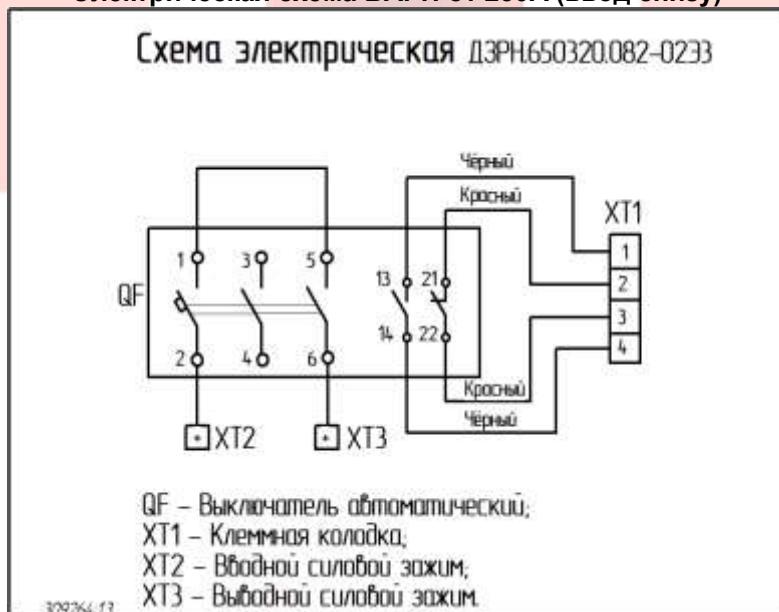 Схема электрическая ДЗРН.650320.082-02ЭЗ
Чёрный
Красный
XT1
1
2
3
4
QF
1
3
5
13
21
2
4
6
14
22
Красный
Чёрный
XT2
XT3
QF – Выключатель автоматический;
XT1 – Клеммная колодка;
XT2 – Вводной силовой зажим;
XT3 – Выводной силовой зажим.